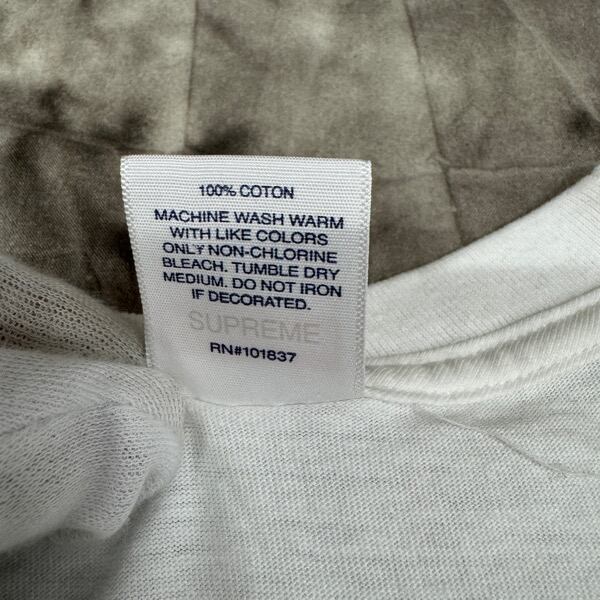 100% COTON
MACHINE WASH WARM
WITH LIKE COLORS
ONLY NON-CHLORINE
BLEACH. TUMBLE DRY
MEDIUM. DO NOT IRON
IF DECORATED.
SUPREME
RN#101837